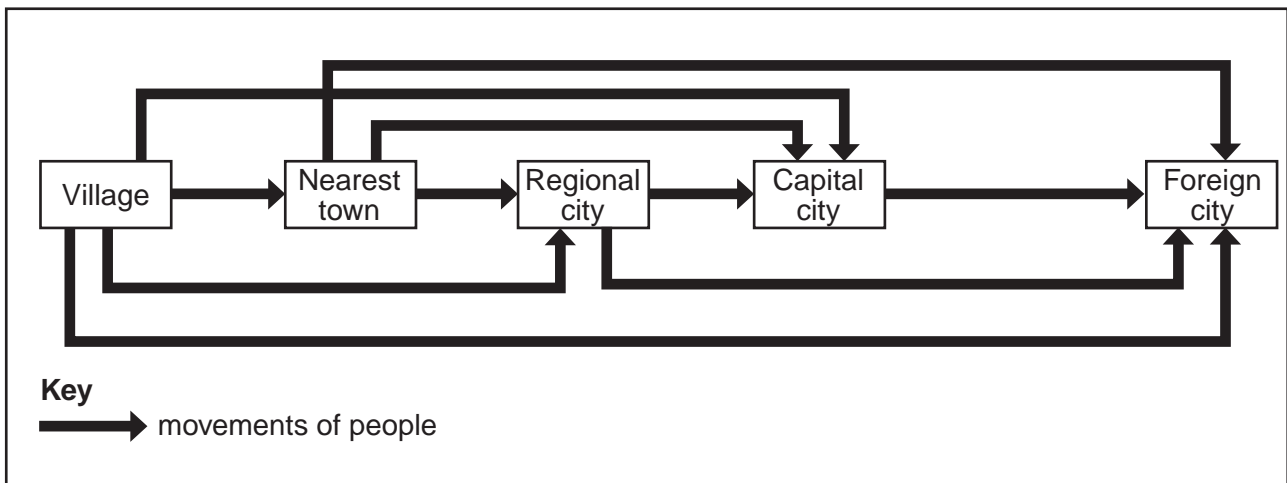 Village
Nearest
town
Regional
city
Capital
city
Foreign
city
Key
movements of people